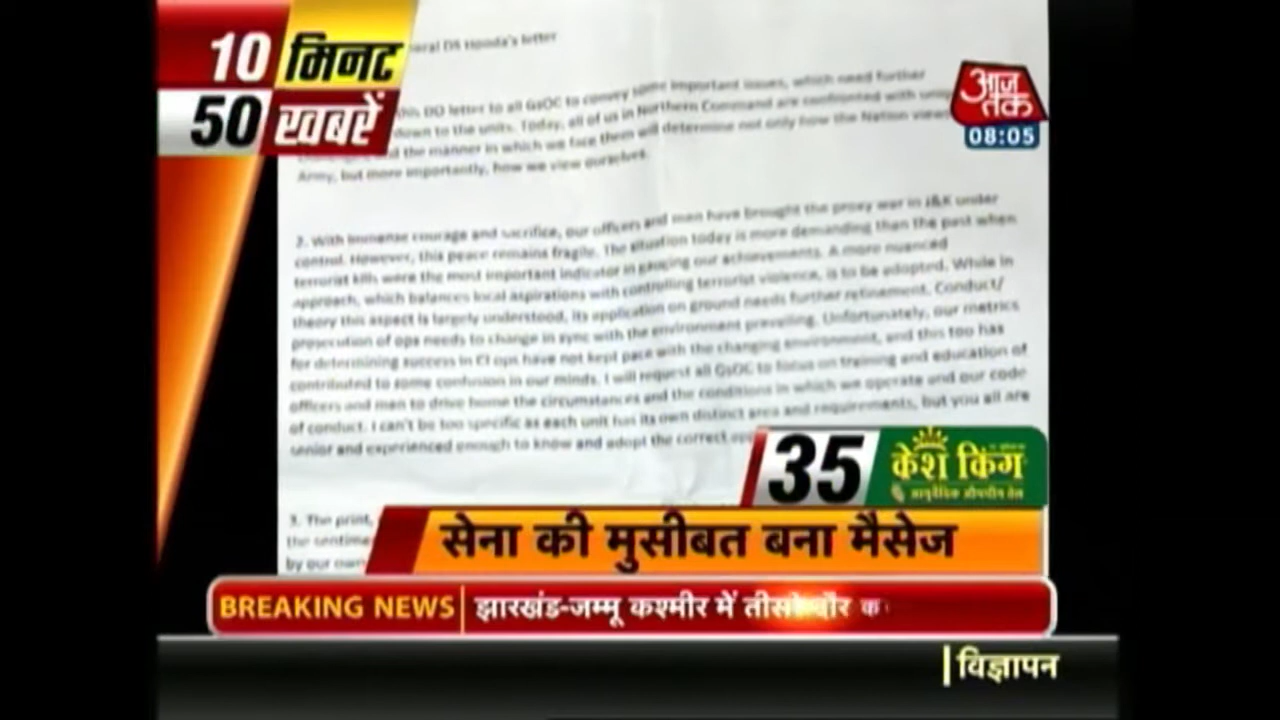 10 मिनट
50 खबरें
आज
तक
08:05
eral DS Hooda's letter
this DO letter to all GsOC to convey some important issues, which need further
down to the units. Today, all of us in Northern Command are confronted with
and the manner in which we face them will determine not only how the Nation views
Army, but more importantly, how we view ourselves.
2. With immense courage and sacrifice, our officers and men have brought the proxy war in J&K under
control. However, this peace remains fragile. The situation today is more demanding than the past when
terrorist kills were the most important indicator in gauging our achievements. A more nuanced
approach, which balances local aspirations with controlling terrorist violence, is to be adopted. While in
theory this aspect is largely understood, its application on ground needs further refinement. Conduct/
prosecution of ops needs to change in sync with the environment prevailing. Unfortunately, our metrics
for determining success in CI ops have not kept pace with the changing environment, and this too has
contributed to some confusion in our minds. I will request all GsOC to focus on training and education of
officers and men to drive home the circumstances and the conditions in which we operate and our code
of conduct. I can't be too specific as each unit has its own distinct area and requirements, but you all are
senior and experienced enough to know and adopt the correct
35
केश किंग
आयुर्वेदिक औषधीय तेल
3. The print,
the sentime
by our own
सेना की मुसीबत बना मैसेज
BREAKING NEWS
झारखंड-जम्मू कश्मीर में
विज्ञापन